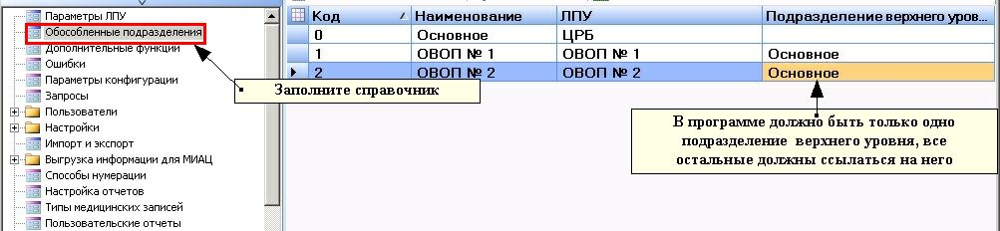 Параметры ЛПУ
Обособленные подразделения
Дополнительные функции
Ошибки
Параметры конфигурации
Запросы
Пользователи
Настройки
Импорт и экспорт
Выгрузка информации для МИАЦ
Способы нумерации
Настройка отчетов
Типы медицинских записей
Пользовательские отчеты
Заполните справочник
Код Наименование ЛПУ Подразделение верхнего уров...
0 Основное ЦРБ
1 ОВОП № 1 ОВОП № 1 Основное
2 ОВОП № 2 ОВОП № 2 Основное
В программе должно быть только одно
подразделение верхнего уровня, все
остальные должны ссылаться на него